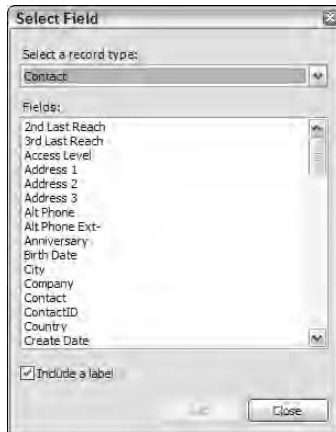 Select Field
Select a record type:
Contact
Fields:
2nd Last Reach
3rd Last Reach
Access Level
Address 1
Address 2
Address 3
Alt Phone
Alt Phone Ext-
Anniversary
Birth Date
City
Company
Contact
ContactID
Country
Create Date
Include a label
Close